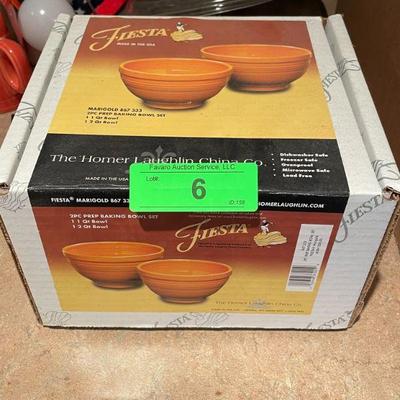 FIESTA
MADE IN THE USA
MARIGOLD 867 333
2PC PREP BAKING BOWL SET
1 1 Qt Bowl
1 2 Qt Bowl
The Homer Laughlin China Co.
• Dishwasher Safe
• Freezer Safe
• Ovenproof
• Microwave Safe
• Lead Free
MADE IN THE USA
Favaro Auction Service, LLC
Lot#:
6
ID:158
FIESTA® MARIGOLD 867 33
HOMERLAUGHLIN.COM
2PC PREP BAKING BOWL SET
1 1 Qt Bowl
1 2 Qt Bowl
FIESTA
The Homer Laughlin China Co.
FIESTA